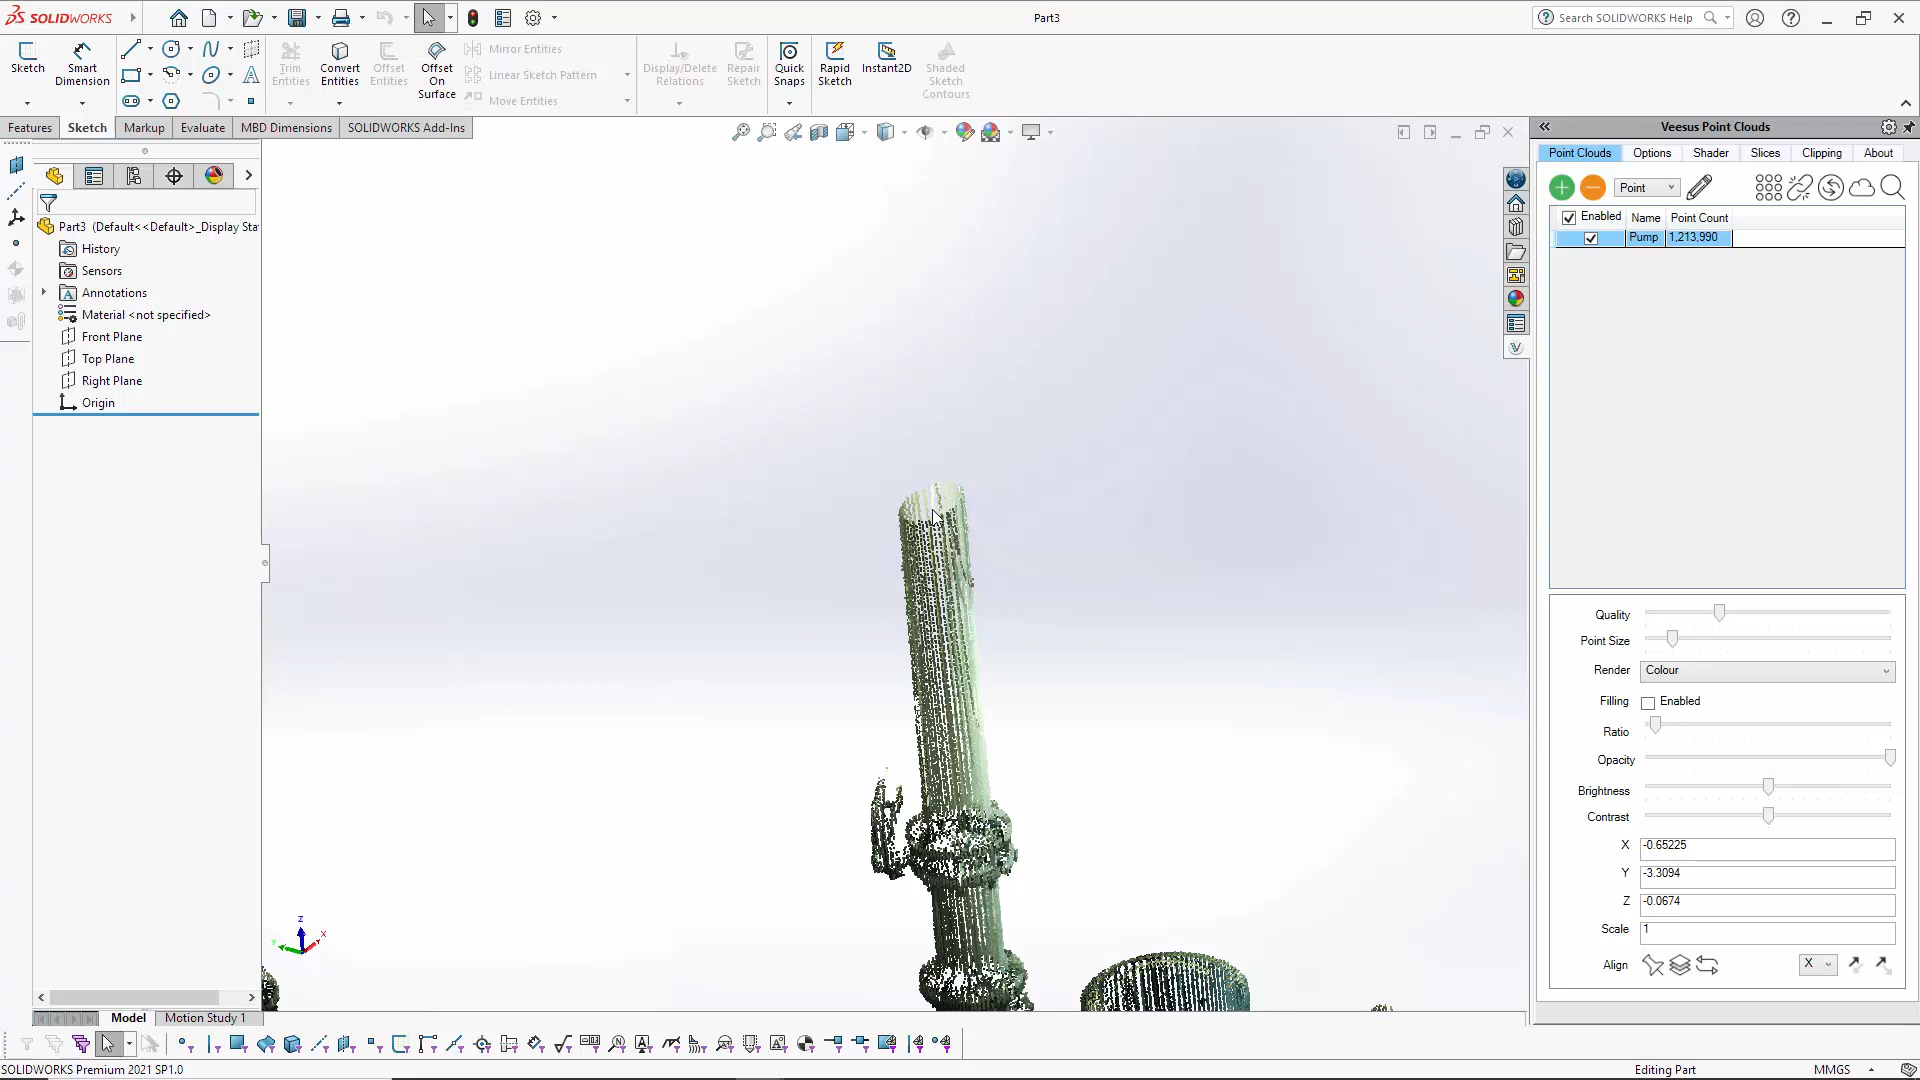 SOLIDWORKS
Part3
Search SOLIDWORKS Help
Sketch
Smart Dimension
Trim Entities
Convert Entities
Offset Entities
Offset On Surface
Mirror Entities
Linear Sketch Pattern
Move Entities
Display/Delete Relations
Repair Sketch
Quick Snaps
Rapid Sketch
Instant2D
Shaded Sketch Contours
Features
Sketch
Markup
Evaluate
MBD Dimensions
SOLIDWORKS Add-Ins
Part3 (Default<<Default>_Display Sta
History
Sensors
Annotations
Material <not specified>
Front Plane
Top Plane
Right Plane
Origin
Z
X
Y
Veesus Point Clouds
Point Clouds
Options
Shader
Slices
Clipping
About
Point
Enabled
Name
Point Count
Pump
1,213,990
Quality
Point Size
Render
Colour
Filling
Enabled
Ratio
Opacity
Brightness
Contrast
X
-0.65225
Y
-3.3094
Z
-0.0674
Scale
1
Align
X
Model
Motion Study 1
SOLIDWORKS Premium 2021 SP1.0
Editing Part
MMGS